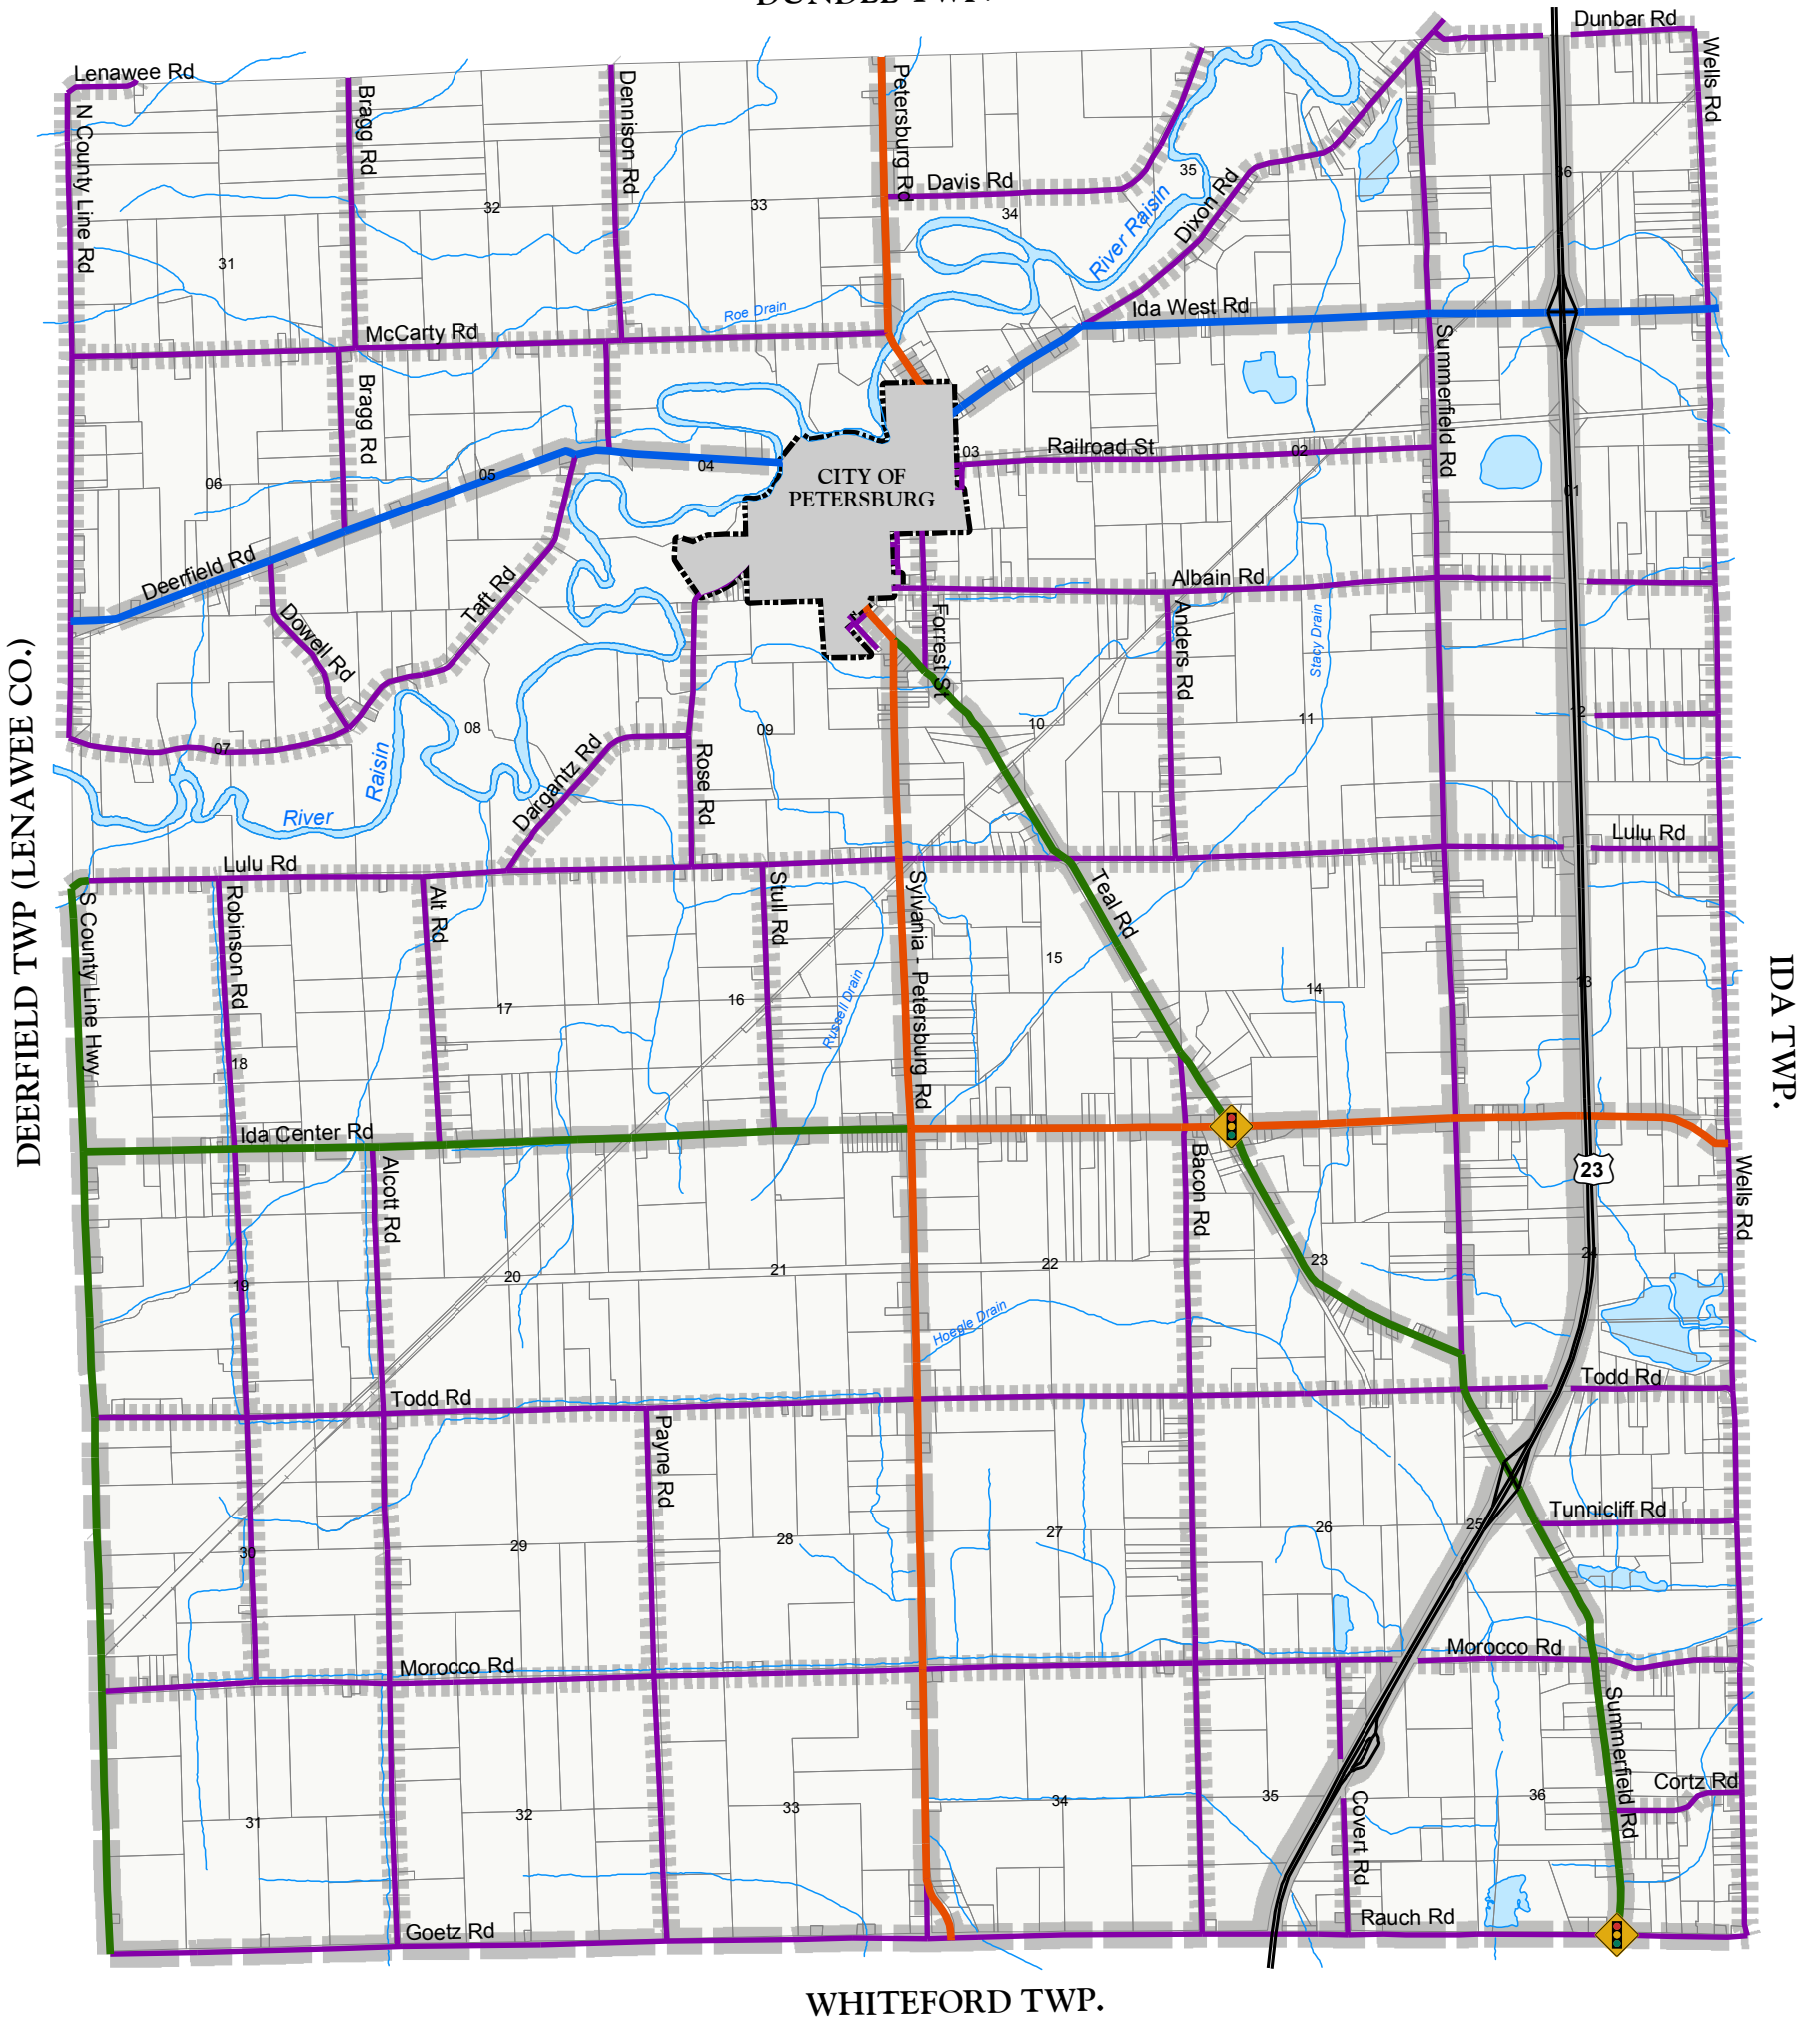 DUNDEE TWP.
Dunbar Rd
Lenawee Rd
Wells Rd
N County Line Rd
Bragg Rd
Dennison Rd
Petersburg Rd
Davis Rd
35
36
34
33
32
31
River Raisin
Dixon Rd
Roe Drain
Ida West Rd
McCarty Rd
Summerfield Rd
Bragg Rd
Railroad St
03
02
01
04
05
06
CITY OF
PETERSBURG
Deerfield Rd
Taft Rd
Dowell Rd
Albain Rd
Forrest St
Anders Rd
Stacy Drain
DEERFIELD TWP (LENAWEE CO.)
07
08
09
10
11
12
Raisin
River
Dargantz Rd
Rose Rd
Lulu Rd
Lulu Rd
S County Line Hwy
Robinson Rd
Alt Rd
Stull Rd
Sylvania - Petersburg Rd
Teal Rd
Russell Drain
IDA TWP.
18
17
16
15
14
13
Ida Center Rd
Alcott Rd
Bacon Rd
23
Wells Rd
19
20
21
22
23
24
Hoegle Drain
Todd Rd
Todd Rd
Payne Rd
Tunnicliff Rd
30
29
28
27
26
25
Morocco Rd
Morocco Rd
Summerfield Rd
Cortz Rd
31
32
33
34
35
36
Covert Rd
Goetz Rd
Rauch Rd
WHITEFORD TWP.